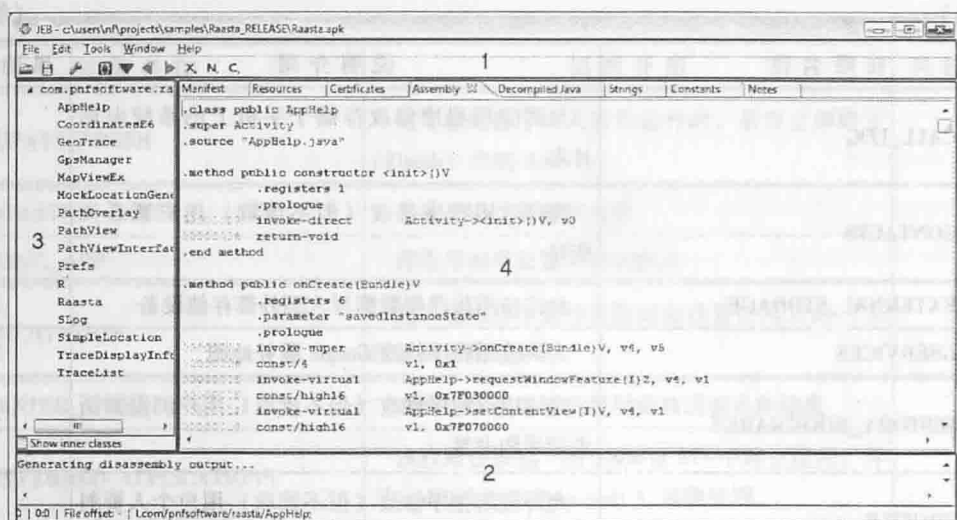 JEB - c:\users\nf\projects\samples\Raasta_RELEASE\Raasta.apk
File Edit Tools Window Help
X, N, C,
1
com.pnfsoftware.ra
Manifest Resources Certificates Assembly Decompiled Java Strings Constants Notes
AppHelp
CoordinatesEx
GeoTrace
GpsManager
MapViewEx
MockLocationGene
PathOverlay
PathView
PathViewInterfac
Prefs
R
Raasta
SLog
SimpleLocation
TraceDisplayInfo
TraceList
3
.class public AppHelp
.super Activity
.source "AppHelp.java"
.method public constructor <init>()V
.registers 1
.prologue
invoke-direct Activity-><init>()V, v0
return-void
.end method
4
.method public onCreate(Bundle)V
.registers 6
.parameter "savedInstanceState"
.prologue
invoke-super Activity->onCreate(Bundle)V, v4, v5
const/4 v1, 0x1
invoke-virtual AppHelp->requestWindowFeature(I)Z, v4, v1
const/high16 v1, 0x7F030000
invoke-virtual AppHelp->setContentView(I)V, v4, v1
const/high16 v1, 0x7F070000
Show inner classes
Generating disassembly output...
2
0:0 | File offset: - | Lcom/pnfsoftware/raasta/AppHelp;